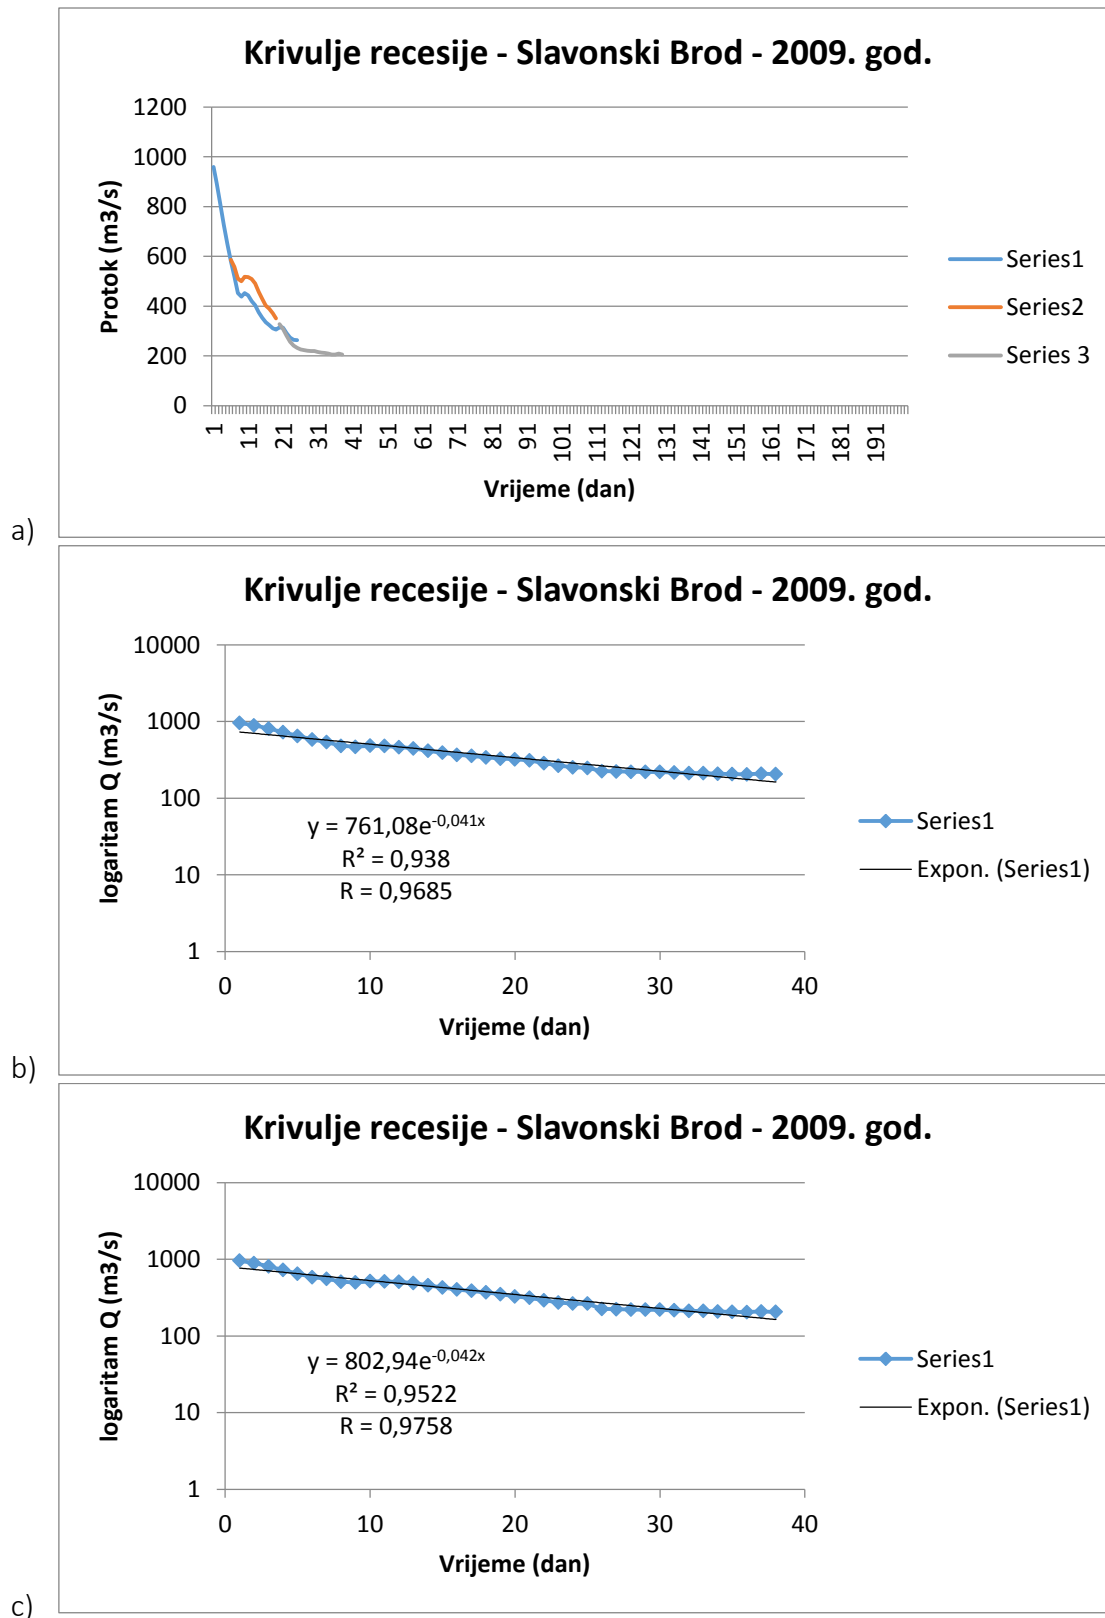 Krivulje recesije - Slavonski Brod - 2009. god.
1200
1000
800
600
400
200
0
Protok (m3/s)
1
11
21
31
41
51
61
71
81
91
101
111
121
131
141
151
161
171
181
191
Vrijeme (dan)
Series1
Series2
Series 3
a)
Krivulje recesije - Slavonski Brod - 2009. god.
10000
1000
100
10
1
logaritam Q (m3/s)
y = 761,08e^-0,041x
R² = 0,938
R = 0,9685
0
10
20
30
40
Vrijeme (dan)
Series1
Expon. (Series1)
b)
Krivulje recesije - Slavonski Brod - 2009. god.
10000
1000
100
10
1
logaritam Q (m3/s)
y = 802,94e^-0,042x
R² = 0,9522
R = 0,9758
0
10
20
30
40
Vrijeme (dan)
Series1
Expon. (Series1)
c)